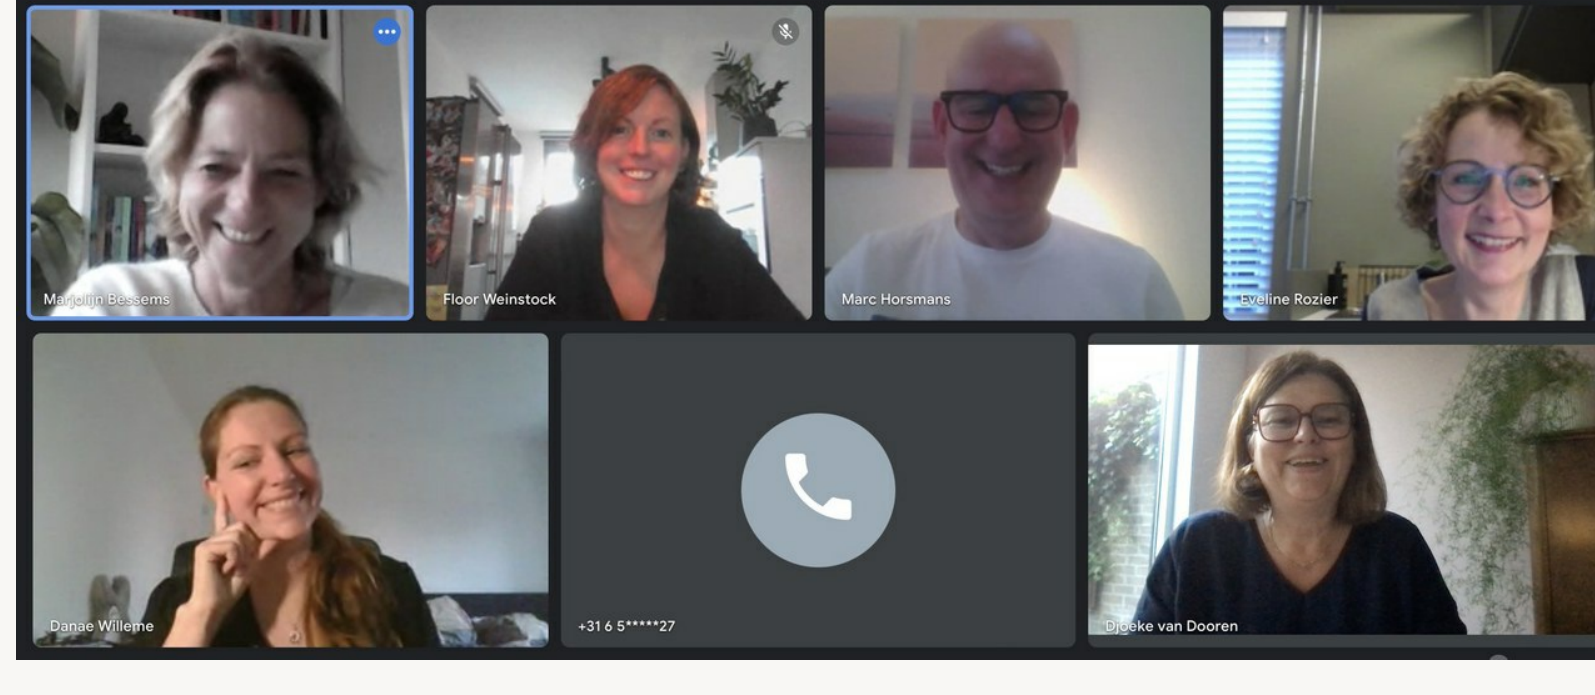 Marjolijn Bessems
Floor Weinstock
Marc Horsmans
Eveline Rozier
Danae Willeme
+31 6 5*****27
Djoeke van Dooren